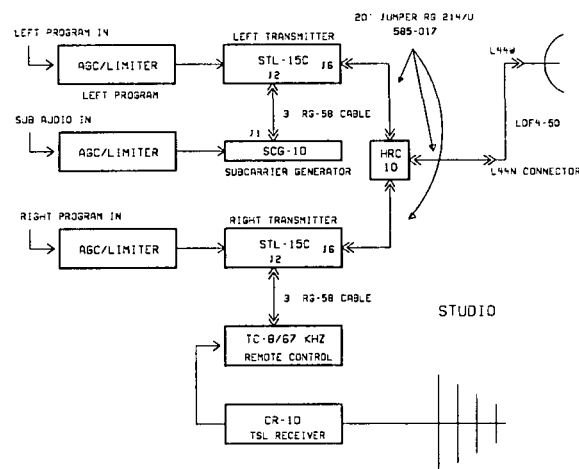 LEFT PROGRAM IN
AGC/LIMITER
LEFT PROGRAM
LEFT TRANSMITTER
STL-15C
J2
J6
20' JUMPER RG 214/U
585-017
L44W
LDF4-50
L44N CONNECTOR
3 RG-58 CABLE
SUB AUDIO IN
AGC/LIMITER
J1
SCG-10
SUBCARRIER GENERATOR
HRC
10
RIGHT PROGRAM IN
AGC/LIMITER
RIGHT TRANSMITTER
STL-15C
J2
J6
3 RG-58 CABLE
STUDIO
TC-8/67 KHZ
REMOTE CONTROL
CR-10
TSL RECEIVER